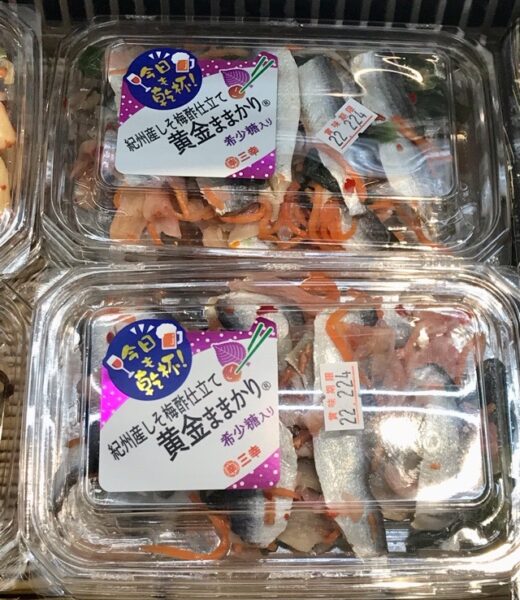 今日も乾杯!
紀州産しそ梅酢仕立て
黄金ままかり®
希少糖入り
三幸
賞味期限
22. 2.24
今日も乾杯!
紀州産しそ梅酢仕立て
黄金ままかり®
希少糖入り
三幸
賞味期限
22. 2.24